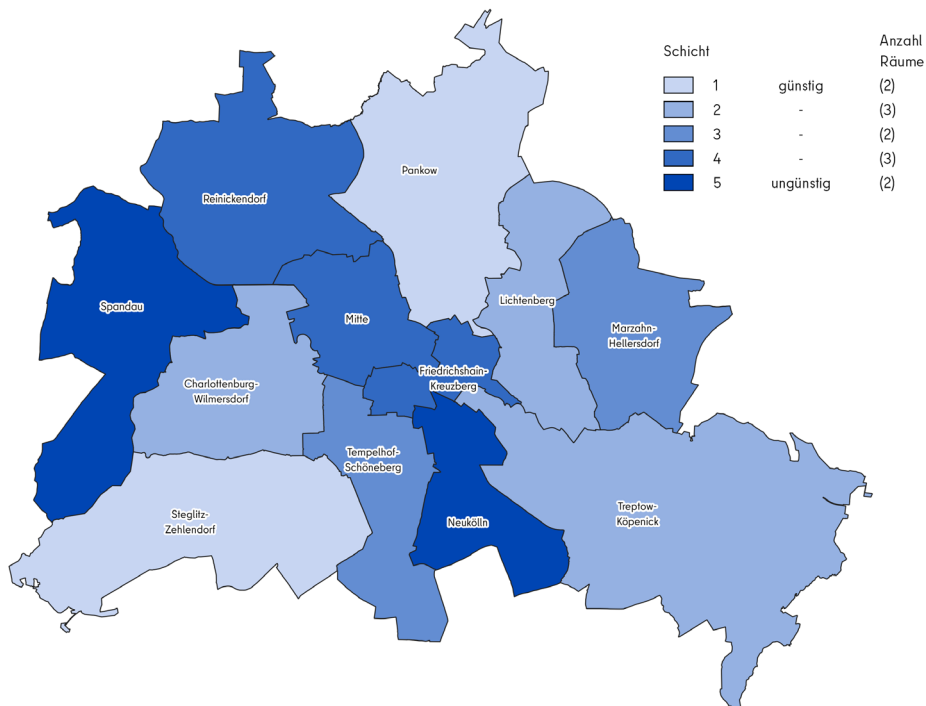 Schicht
Anzahl
Räume
1 günstig (2)
2 - (3)
3 - (2)
4 - (3)
5 ungünstig (2)
Pankow
Reinickendorf
Lichtenberg
Spandau
Mitte
Marzahn-
Hellersdorf
Friedrichshain-
Kreuzberg
Charlottenburg-
Wilmersdorf
Tempelhof-
Schöneberg
Steglitz-
Zehlendorf
Neukölln
Treptow-
Köpenick